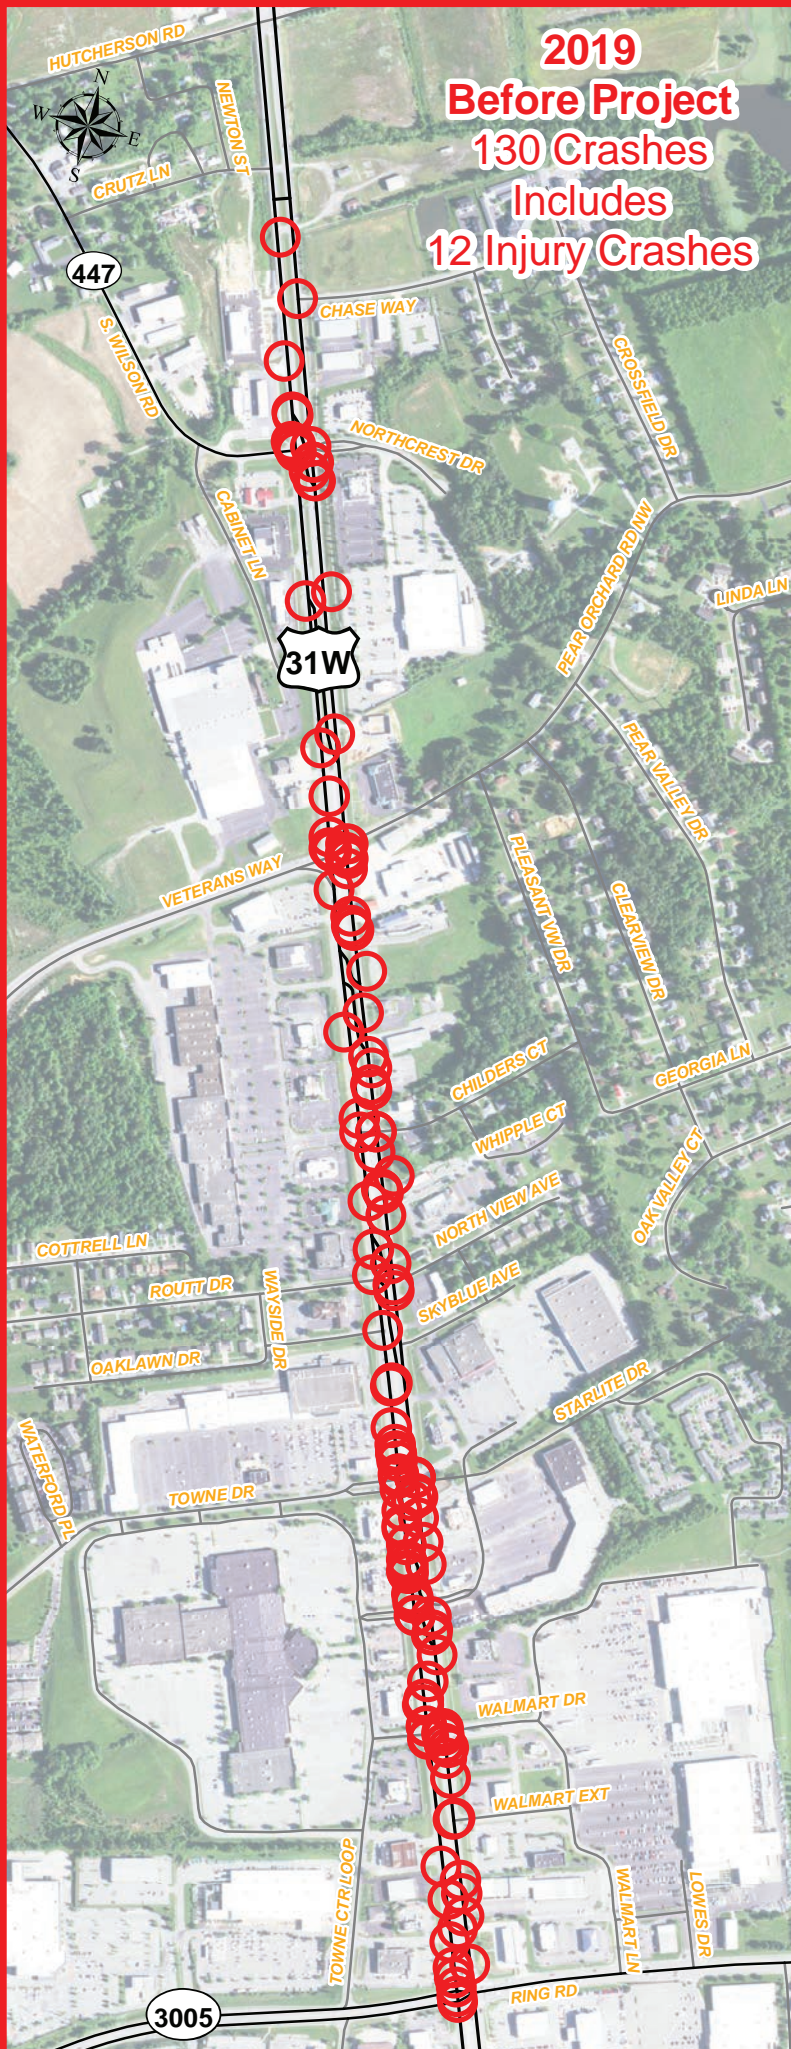 2019
Before Project
130 Crashes
Includes
12 Injury Crashes
HUTCHERSON RD
N
W
E
S
NEWTON ST
CRUTZ LN
447
CHASE WAY
S. WILSON RD
CROSSFIELD DR
NORTHCREST DR
CABINET LN
PEAR ORCHARD RD NW
LINDA LN
31W
PEAR VALLEY DR
VETERANS WAY
PLEASANT VW DR
CLEARVIEW DR
CHILDERS CT
GEORGIA LN
WHIPPLE CT
OAK VALLEY CT
NORTH VIEW AVE
COTTRELL LN
ROUTT DR
WAYSIDE DR
SKYBLUE AVE
OAKLAWN DR
STARLITE DR
WATERFORD PL
TOWNE DR
WALMART DR
WALMART EXT
TOWNE CTR LOOP
WALMART LN
LOWES DR
RING RD
3005